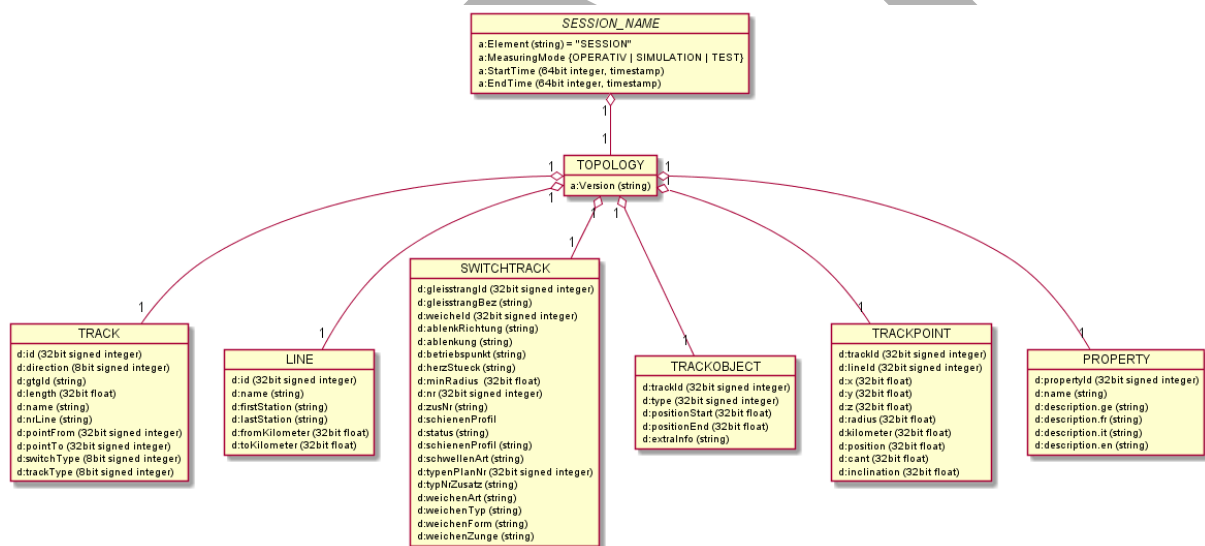 SESSION_NAME
a:Element (string) = "SESSION"
a:MeasuringMode {OPERATIV | SIMULATION | TEST}
a:StartTime (64bit integer, timestamp)
a:EndTime (64bit integer, timestamp)
1
1
TOPOLOGY
a:Version (string)
1
1
1
1
1
1
1
TRACK
d:id (32bit signed integer)
d:direction (8bit signed integer)
d:gtgId (string)
d:length (32bit float)
d:name (string)
d:nrLine (string)
d:pointFrom (32bit signed integer)
d:pointTo (32bit signed integer)
d:switchType (8bit signed integer)
d:trackType (8bit signed integer)
1
LINE
d:id (32bit signed integer)
d:name (string)
d:firstStation (string)
d:lastStation (string)
d:fromKilometer (32bit float)
d:toKilometer (32bit float)
1
SWITCHTRACK
d:gleisstrangId (32bit signed integer)
d:gleisstrangBez (string)
d:weicheId (32bit signed integer)
d:ablenkRichtung (string)
d:ablenkung (string)
d:betriebspunkt (string)
d:herzStueck (string)
d:minRadius (32bit float)
d:nr (32bit signed integer)
d:zusNr (string)
d:schienenProfil
d:status (string)
d:schienenProfil (string)
d:schwellenArt (string)
d:typenPlanNr (32bit signed integer)
d:typNrZusatz (string)
d:weichenArt (string)
d:weichenTyp (string)
d:weichenForm (string)
d:weichenZunge (string)
1
TRACKOBJECT
d:trackId (32bit signed integer)
d:type (32bit signed integer)
d:positionStart (32bit float)
d:positionEnd (32bit float)
d:extraInfo (string)
1
TRACKPOINT
d:trackId (32bit signed integer)
d:lineId (32bit signed integer)
d:x (32bit float)
d:y (32bit float)
d:z (32bit float)
d:radius (32bit float)
d:kilometer (32bit float)
d:position (32bit float)
d:cant (32bit float)
d:inclination (32bit float)
1
PROPERTY
d:propertyId (32bit signed integer)
d:name (string)
d:description.ge (string)
d:description.fr (string)
d:description.it (string)
d:description.en (string)